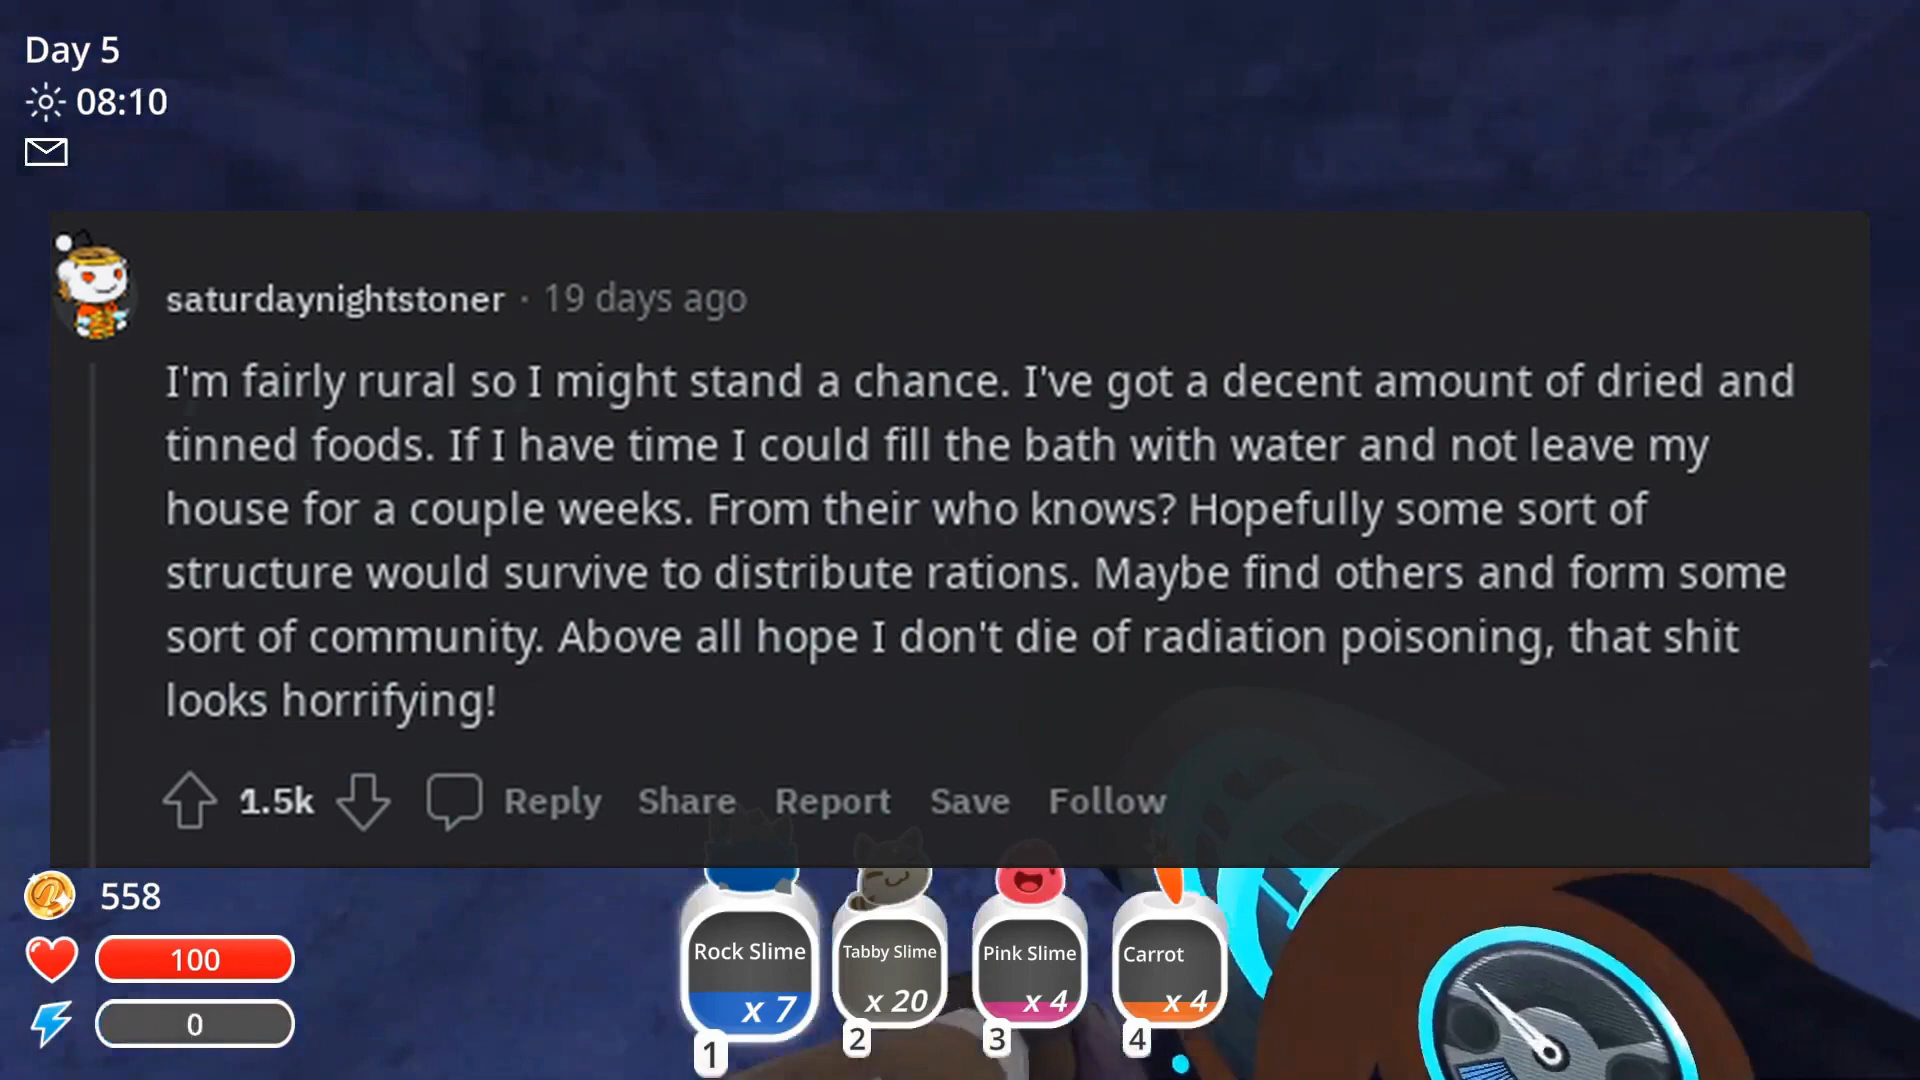 Day 5
08:10
saturdaynightstoner · 19 days ago
I'm fairly rural so I might stand a chance. I've got a decent amount of dried and
tinned foods. If I have time I could fill the bath with water and not leave my
house for a couple weeks. From their who knows? Hopefully some sort of
structure would survive to distribute rations. Maybe find others and form some
sort of community. Above all hope I don't die of radiation poisoning, that shit
looks horrifying!
1.5k Reply Share Report Save Follow
558
100
0
Rock Slime
x 7
1
Tabby Slime
x 20
2
Pink Slime
x 4
3
Carrot
x 4
4